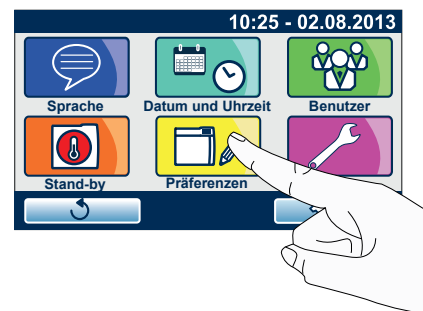 10:25 - 02.08.2013
Sprache Datum und Uhrzeit Benutzer
Stand-by Präferenzen